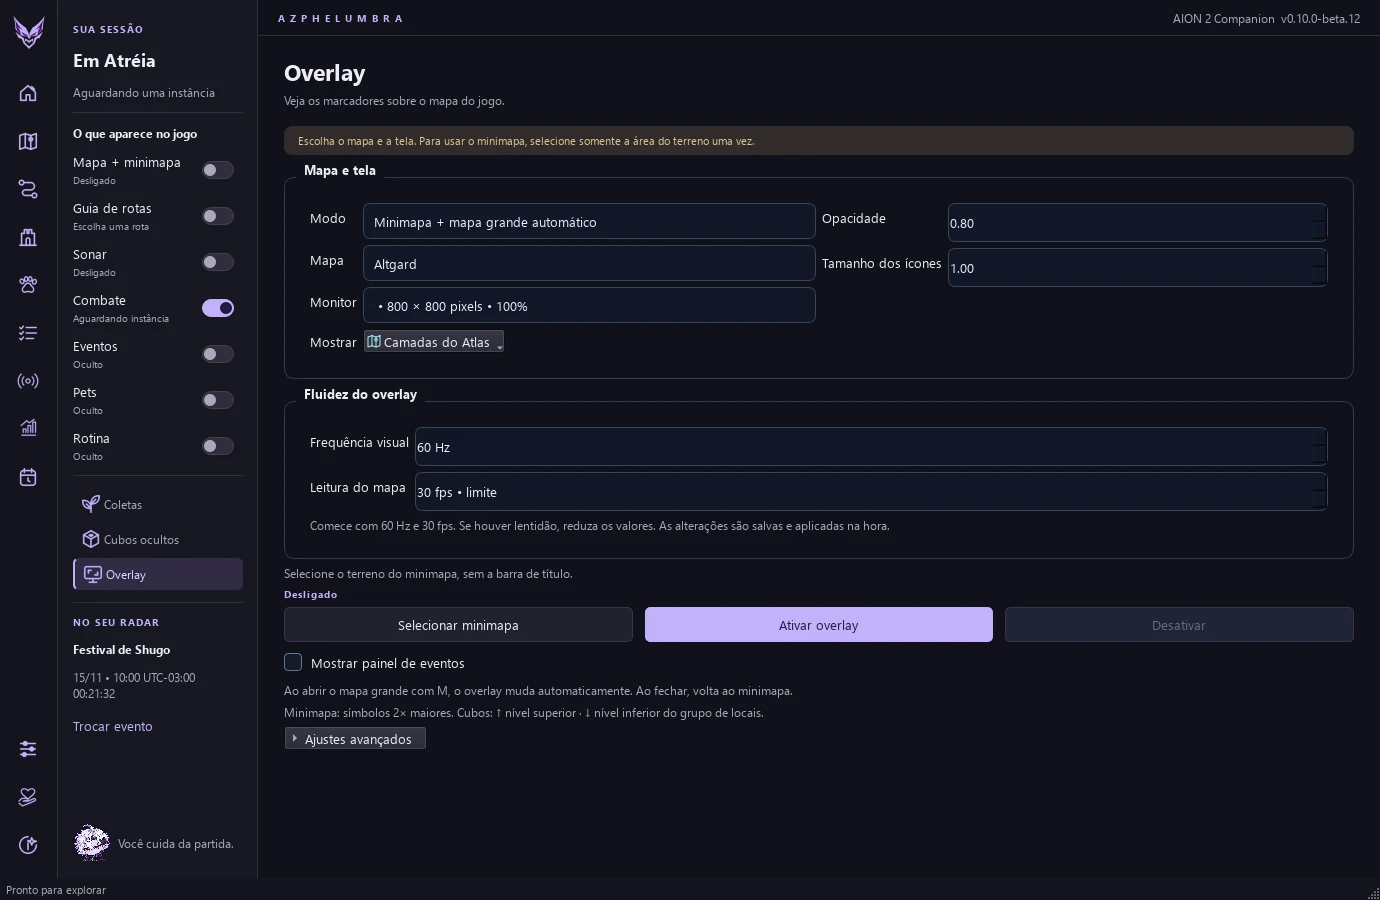 AZPHELUMBRA
AION 2 Companion v0.10.0-beta.12
SUA SESSÃO
Em Atréia
Aguardando uma instância
O que aparece no jogo
Mapa + minimapa
Desligado
Guia de rotas
Escolha uma rota
Sonar
Desligado
Combate
Aguardando instância
Eventos
Oculto
Pets
Oculto
Rotina
Oculto
Coletas
Cubos ocultos
Overlay
NO SEU RADAR
Festival de Shugo
15/11 • 10:00 UTC-03:00
00:21:32
Trocar evento
Você cuida da partida.
Overlay
Veja os marcadores sobre o mapa do jogo.
Escolha o mapa e a tela. Para usar o minimapa, selecione somente a área do terreno uma vez.
Mapa e tela
Modo
Minimapa + mapa grande automático
Opacidade
0.80
Mapa
Altgard
Tamanho dos ícones
1.00
Monitor
• 800 × 800 pixels • 100%
Mostrar
Camadas do Atlas
Fluidez do overlay
Frequência visual
60 Hz
Leitura do mapa
30 fps • limite
Comece com 60 Hz e 30 fps. Se houver lentidão, reduza os valores. As alterações são salvas e aplicadas na hora.
Selecione o terreno do minimapa, sem a barra de título.
Desligado
Selecionar minimapa
Ativar overlay
Desativar
Mostrar painel de eventos
Ao abrir o mapa grande com M, o overlay muda automaticamente. Ao fechar, volta ao minimapa.
Minimapa: símbolos 2× maiores. Cubos: ↑ nível superior · ↓ nível inferior do grupo de locais.
Ajustes avançados
Pronto para explorar